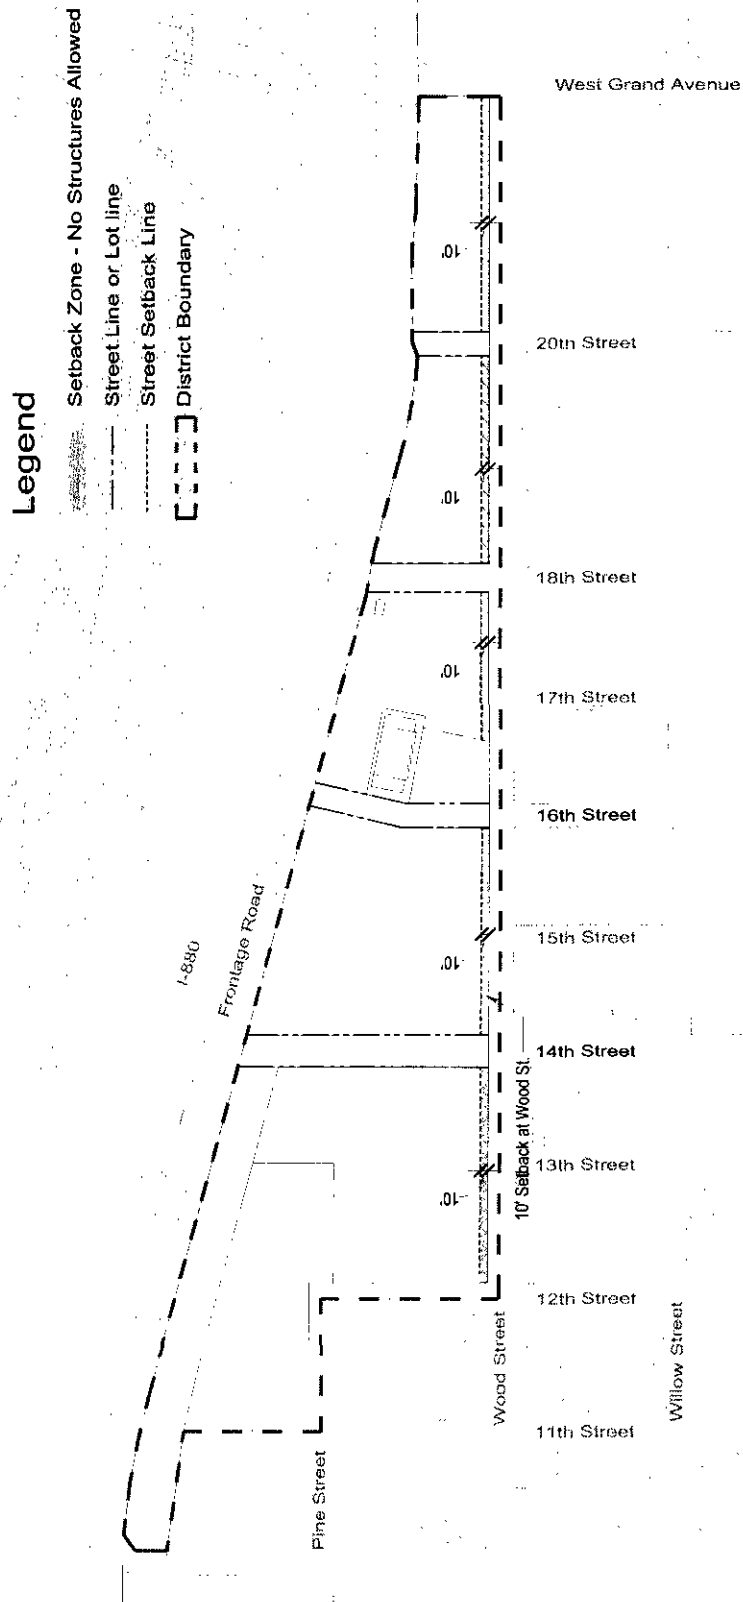 Legend
Setback Zone - No Structures Allowed
Street Line or Lot line
Street Setback Line
District Boundary
West Grand Avenue
10'
20th Street
10'
18th Street
10'
17th Street
16th Street
I-880
Frontage Road
10'
15th Street
14th Street
10' Setback at Wood St.
13th Street
10'
12th Street
Wood Street
Willow Street
11th Street
Pine Street